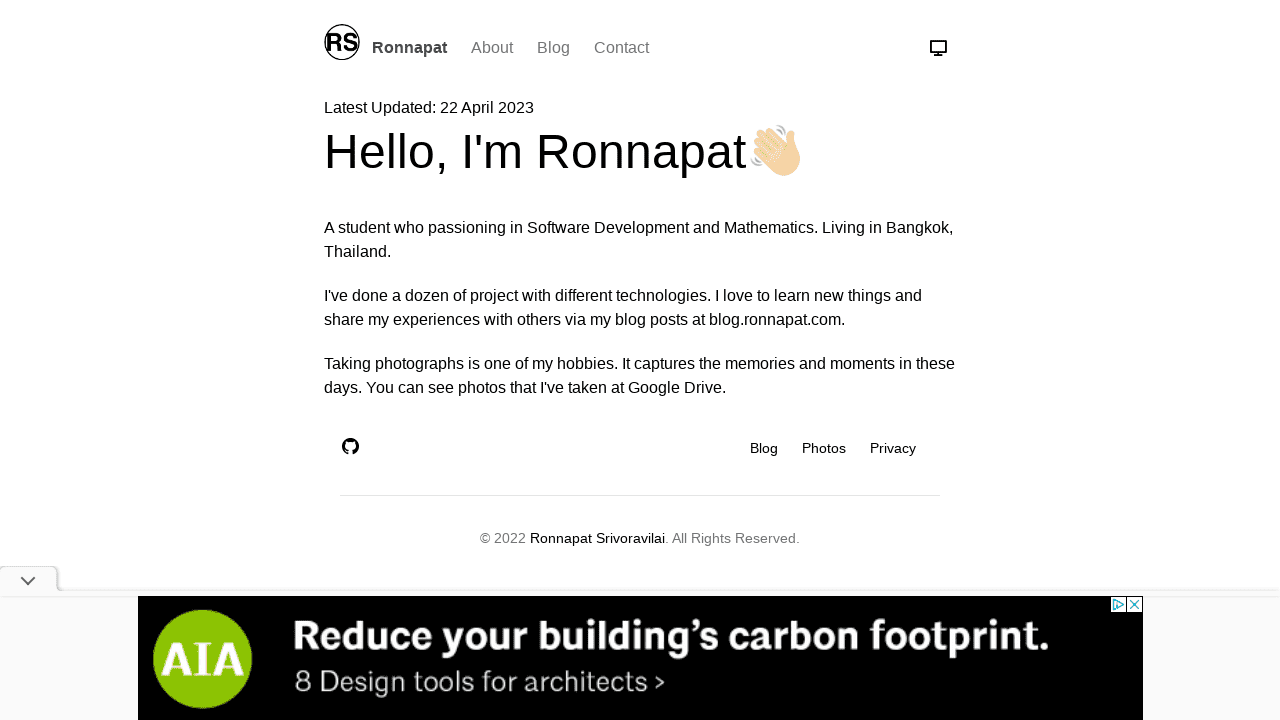 RS
Ronnapat About Blog Contact
Latest Updated: 22 April 2023
Hello, I'm Ronnapat
A student who passioning in Software Development and Mathematics. Living in Bangkok,
Thailand.
I've done a dozen of project with different technologies. I love to learn new things and
share my experiences with others via my blog posts at blog.ronnapat.com.
Taking photographs is one of my hobbies. It captures the memories and moments in these
days. You can see photos that I've taken at Google Drive.
Blog Photos Privacy
© 2022 Ronnapat Srivoravilai. All Rights Reserved.
AIA
Reduce your building’s carbon footprint.
8 Design tools for architects >